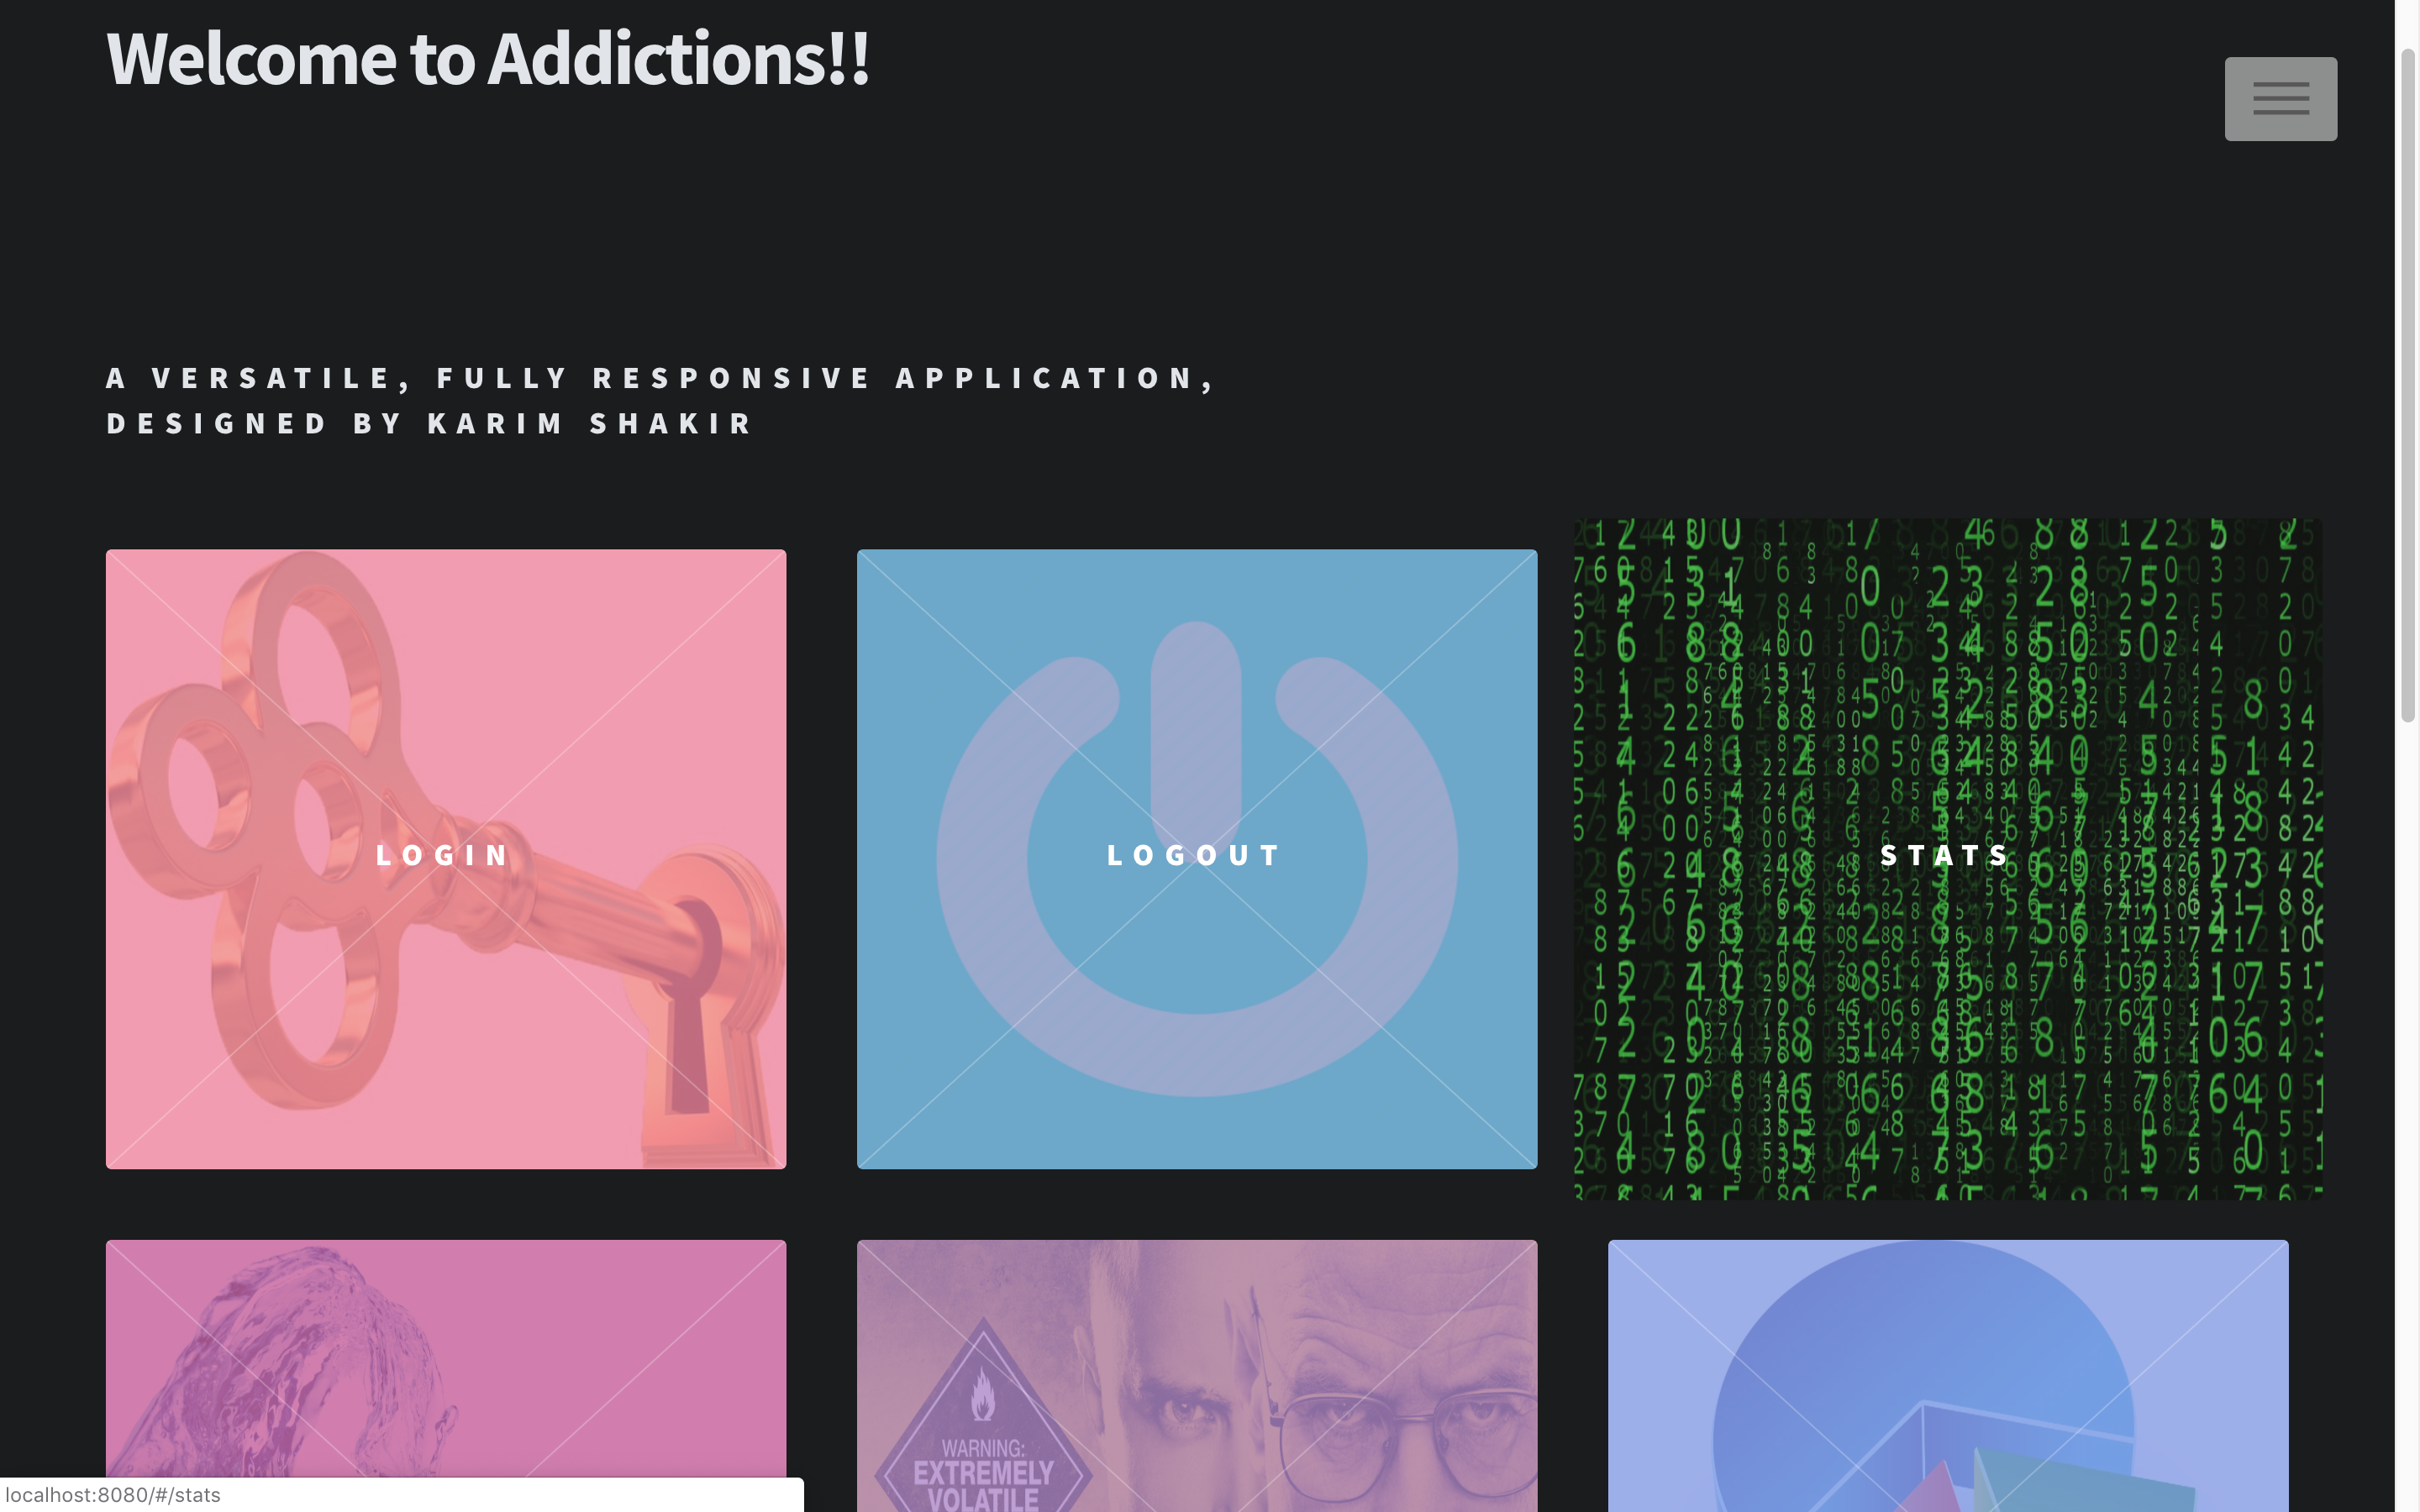 Welcome to Addictions!!
A VERSATILE, FULLY RESPONSIVE APPLICATION,
DESIGNED BY KARIM SHAKIR
LOGIN
LOGOUT
STATS
WARNING:
EXTREMELY
VOLATILE
localhost:8080/#/stats